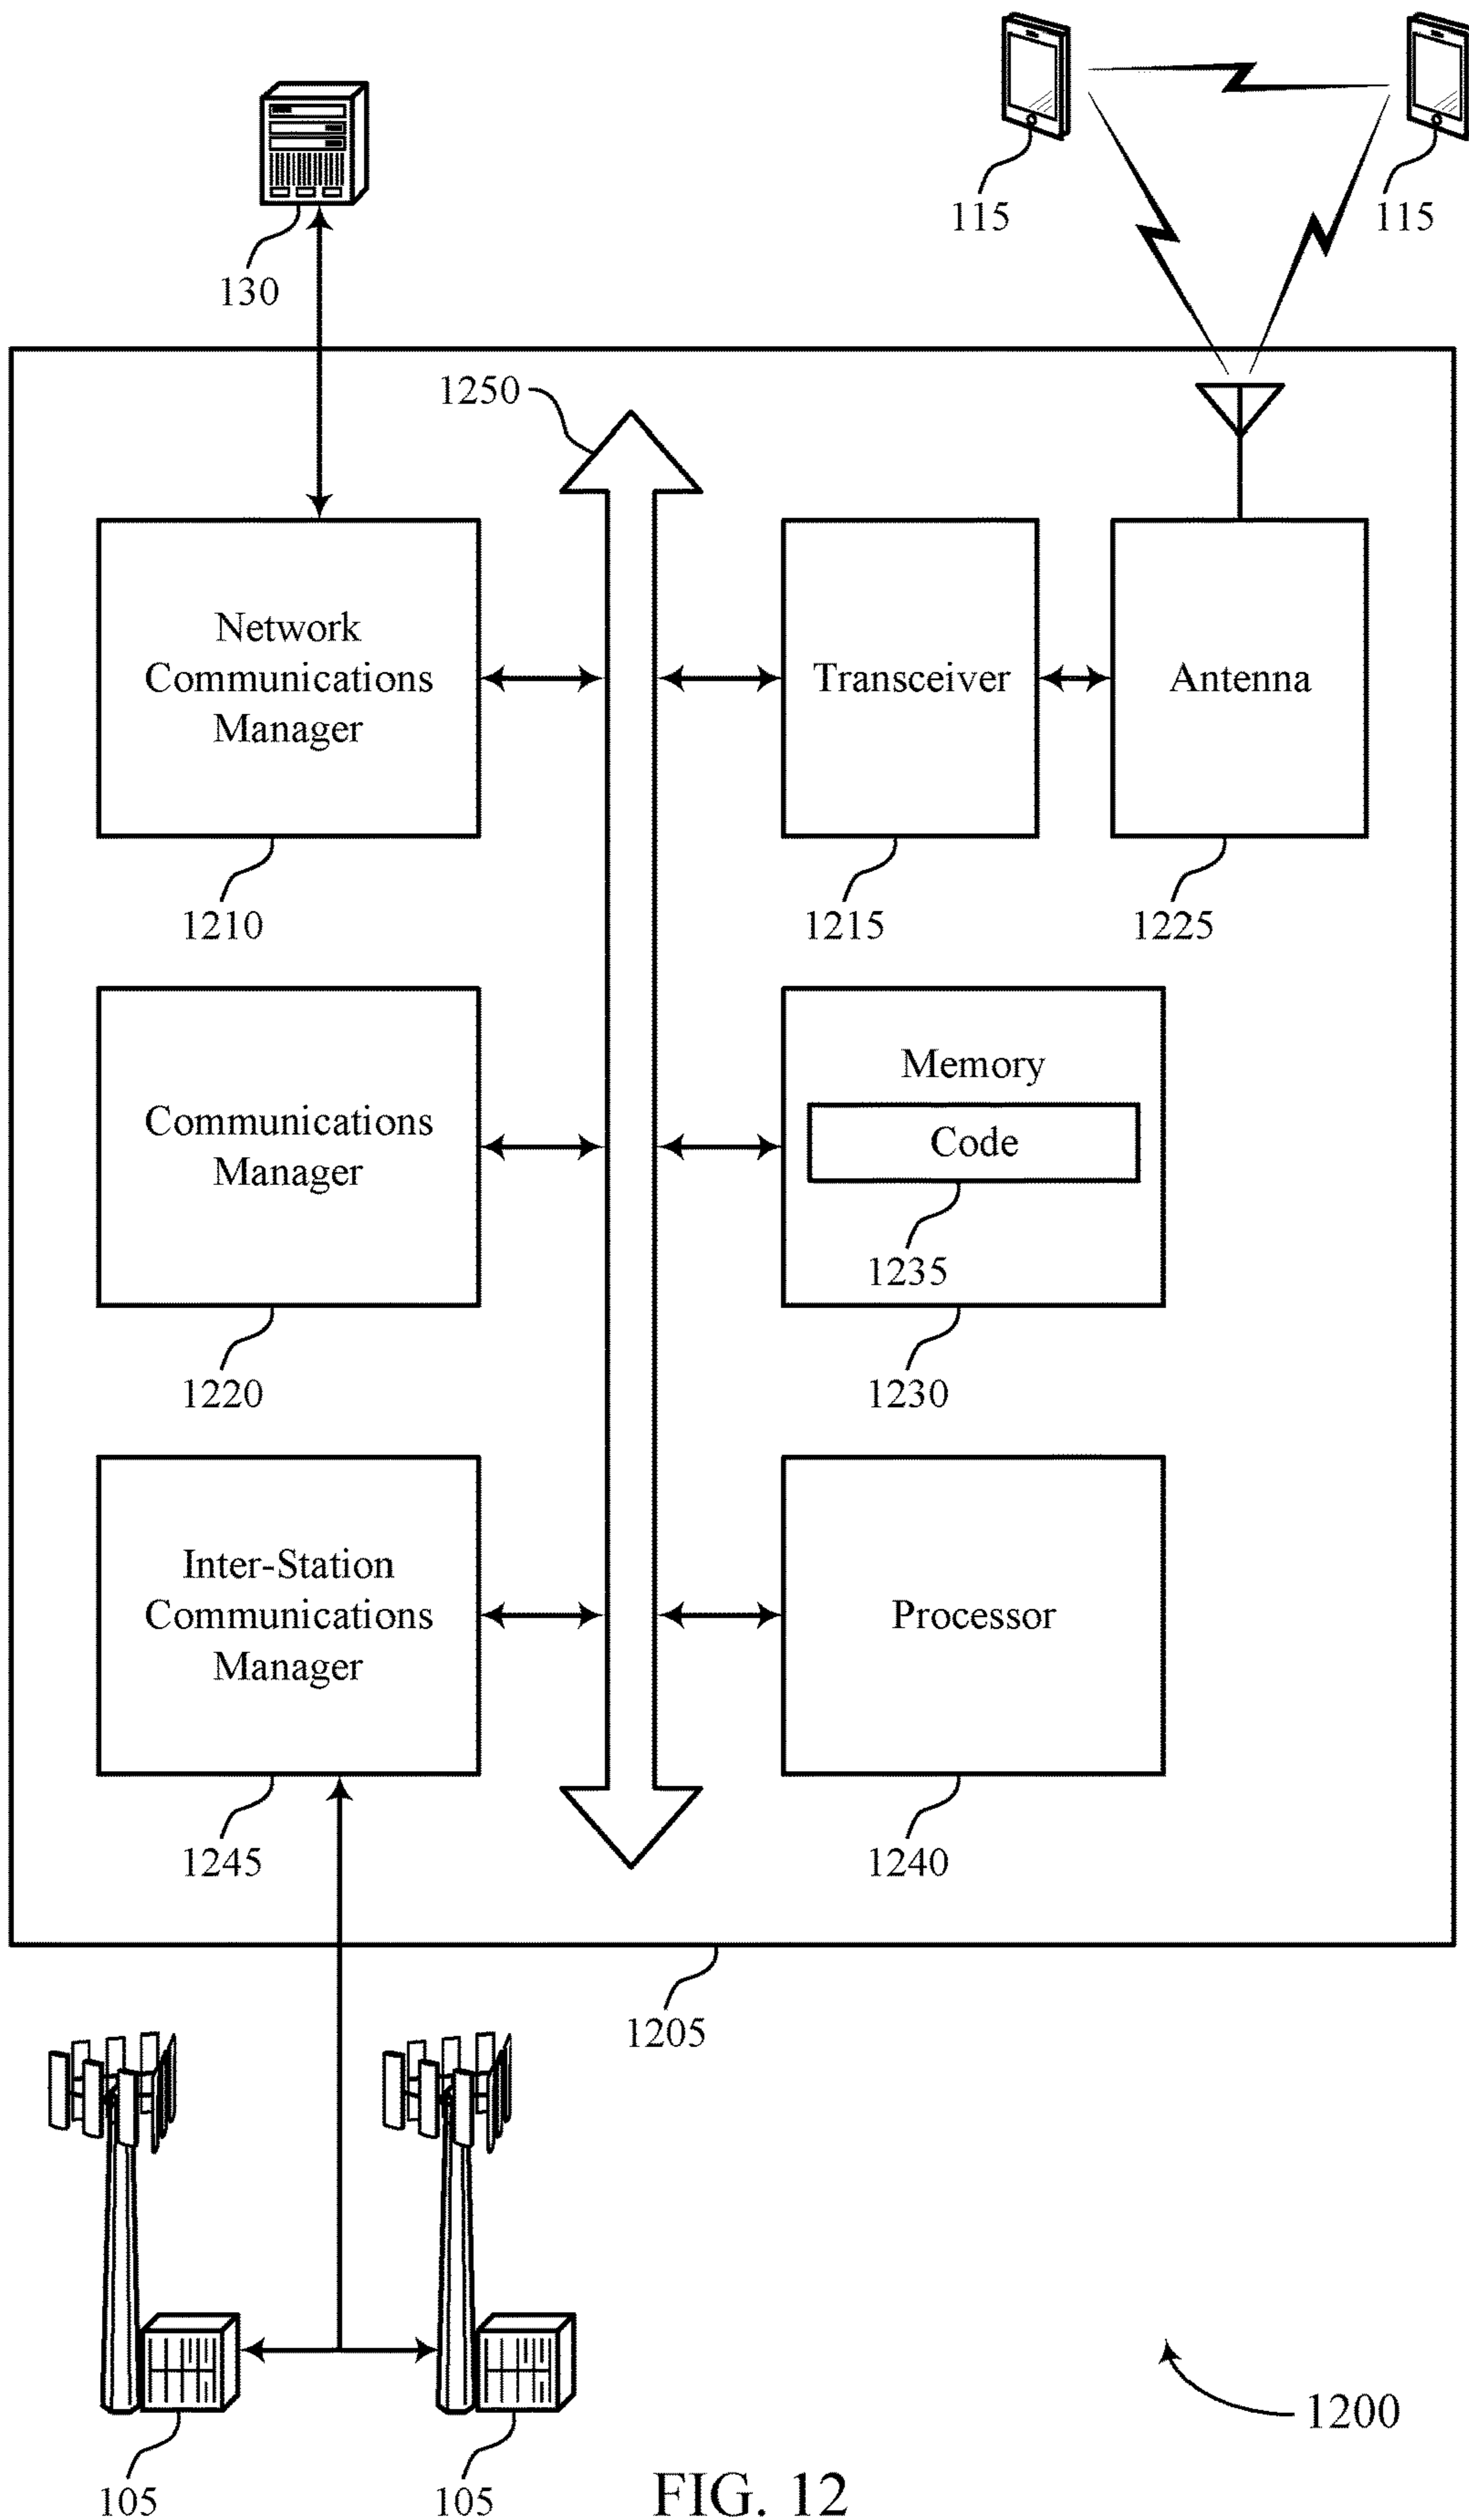 115
115
130
1250
Network
Communications
Manager
Transceiver
Antenna
1210
1215
1225
Communications
Manager
Memory
Code
1235
1220
1230
Inter-Station
Communications
Manager
Processor
1245
1240
1205
1200
105
105
FIG. 12